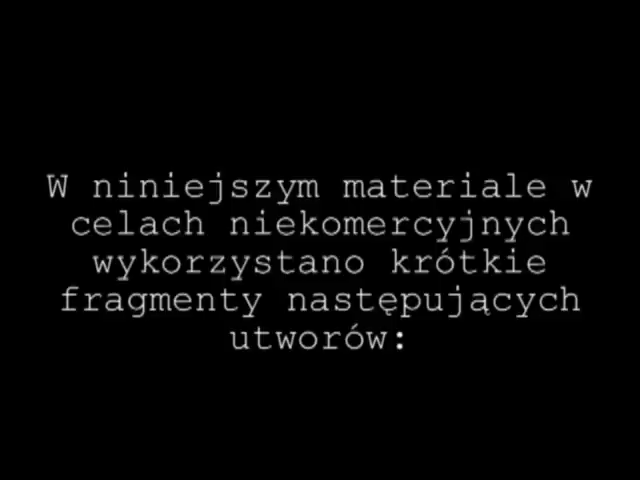 W niniejszym materiale w
celach niekomercyjnych
wykorzystano krótkie
fragmenty następujących
utworów: